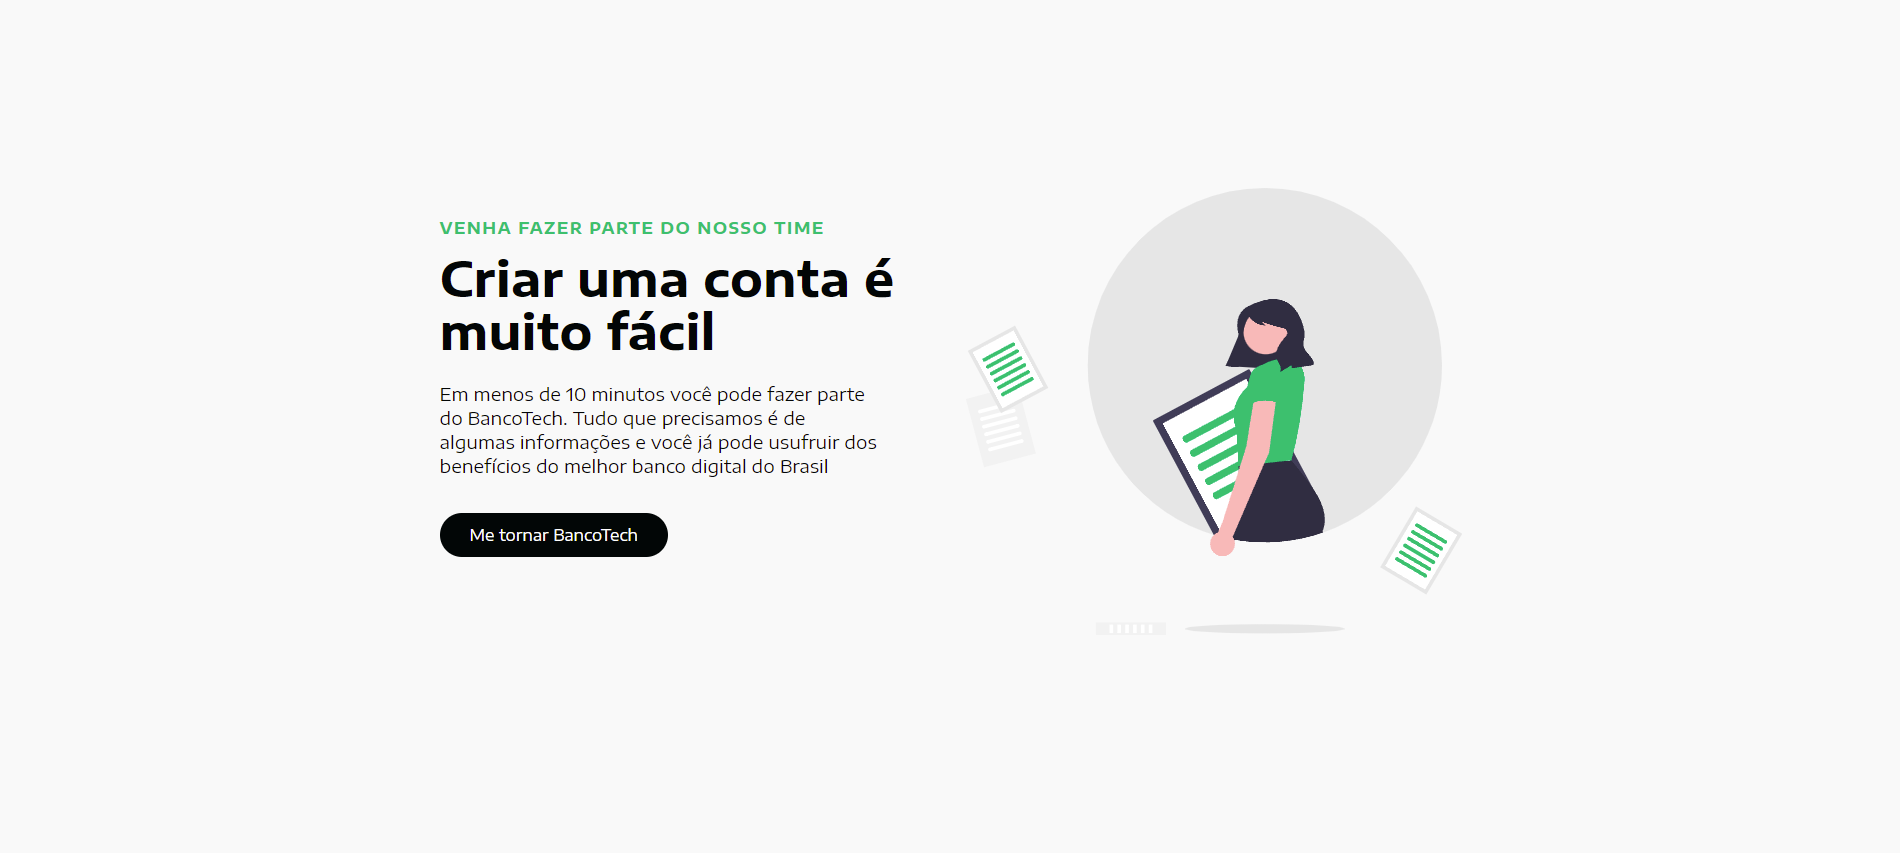 VENHA FAZER PARTE DO NOSSO TIME
Criar uma conta é
muito fácil
Em menos de 10 minutos você pode fazer parte
do BancoTech. Tudo que precisamos é de
algumas informações e você já pode usufruir dos
benefícios do melhor banco digital do Brasil
Me tornar BancoTech